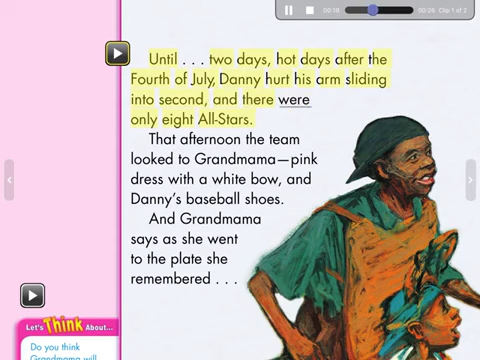 00:10
00:26
Clip 1 of 2
Until . . . two days, hot days after the
Fourth of July, Danny hurt his arm sliding
into second, and there were
only eight All-Stars.
That afternoon the team
looked to Grandmama—pink
dress with a white bow, and
Danny's baseball shoes.
And Grandmama
says as she went
to the plate she
remembered . . .
Let's Think About...
Do you think
Grandmama will